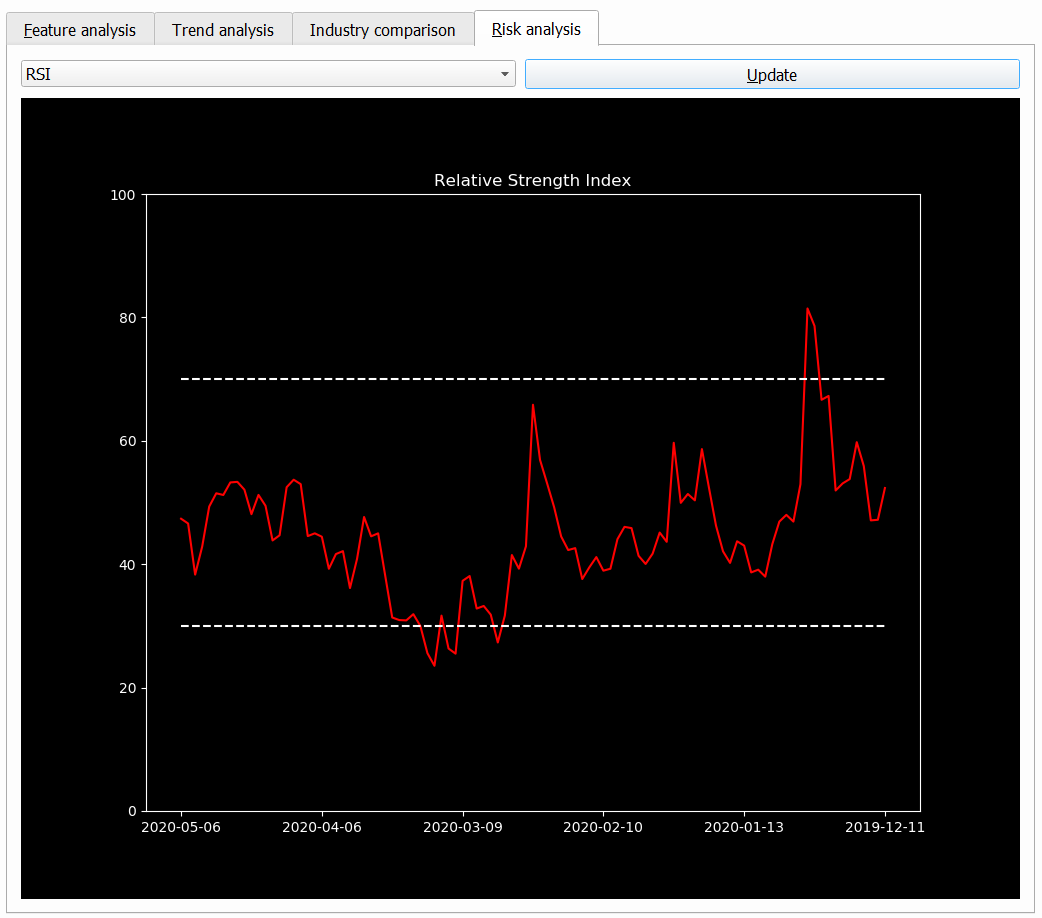 Feature analysis Trend analysis Industry comparison Risk analysis
RSI Update
Relative Strength Index
100
80
60
40
20
0
2020-05-06 2020-04-06 2020-03-09 2020-02-10 2020-01-13 2019-12-11